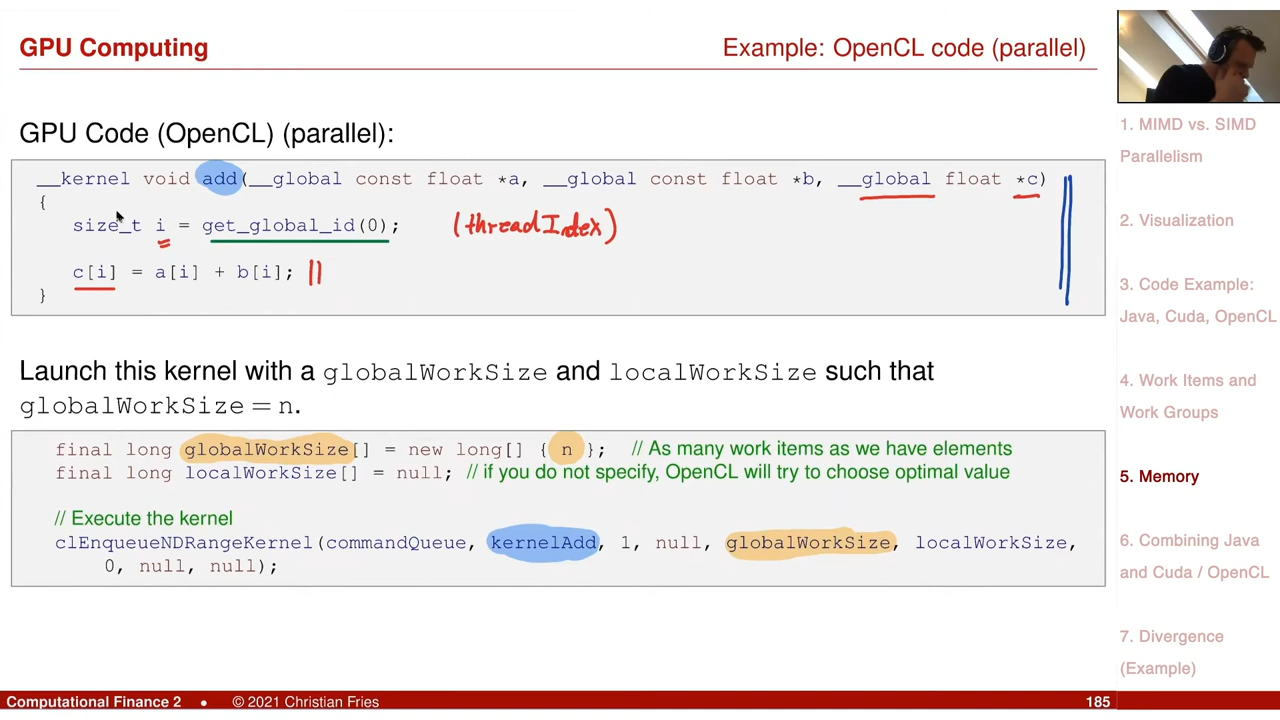 GPU Computing
Example: OpenCL code (parallel)
GPU Code (OpenCL) (parallel):
__kernel void add(__global const float *a, __global const float *b, __global float *c)
{
size_t i = get_global_id(0);
(threadIndex)
c[i] = a[i] + b[i];
}
Launch this kernel with a globalWorkSize and localWorkSize such that
globalWorkSize = n.
final long globalWorkSize[] = new long[] { n }; // As many work items as we have elements
final long localWorkSize[] = null; // if you do not specify, OpenCL will try to choose optimal value
// Execute the kernel
clEnqueueNDRangeKernel(commandQueue, kernelAdd, 1, null, globalWorkSize, localWorkSize,
0, null, null);
1. MIMD vs. SIMD
Parallelism
2. Visualization
3. Code Example:
Java, Cuda, OpenCL
4. Work Items and
Work Groups
5. Memory
6. Combining Java
and Cuda / OpenCL
7. Divergence
(Example)
Computational Finance 2 • © 2021 Christian Fries
185